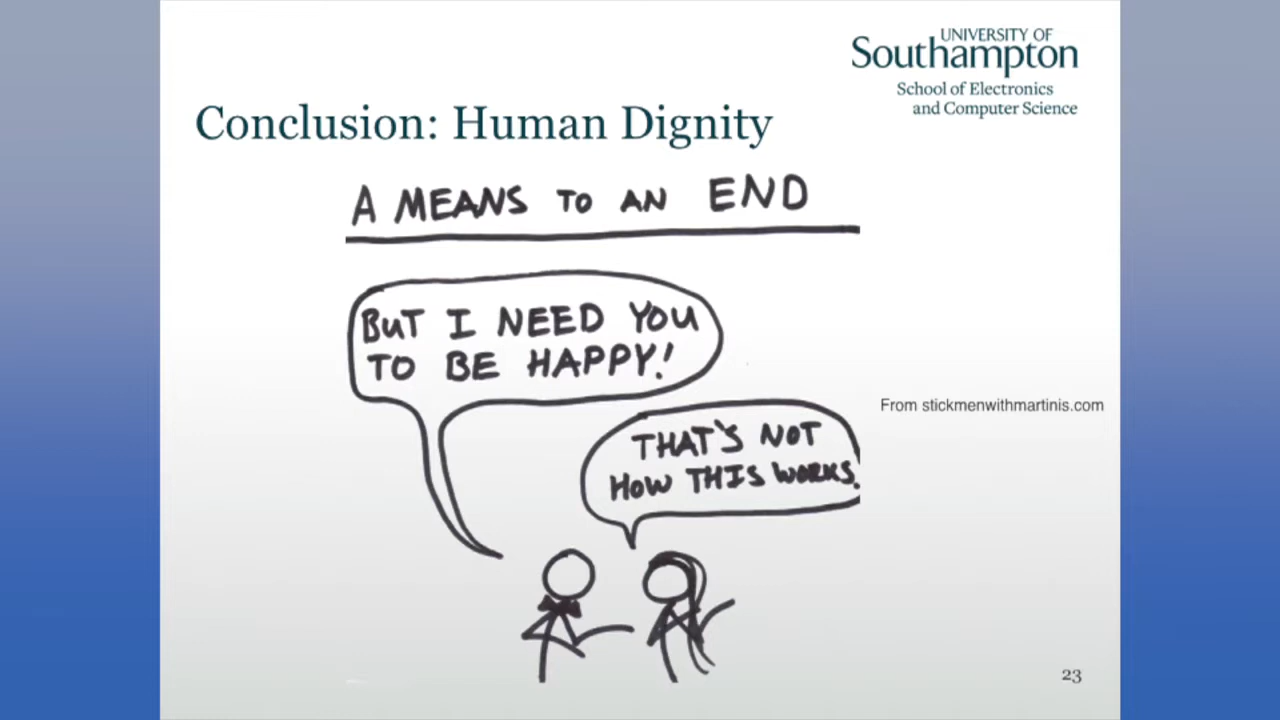 UNIVERSITY OF
Southampton
School of Electronics
and Computer Science
Conclusion: Human Dignity
A MEANS TO AN END
BUT I NEED YOU
TO BE HAPPY!
From stickmenwithmartinis.com
THAT'S NOT
HOW THIS WORKS.
23